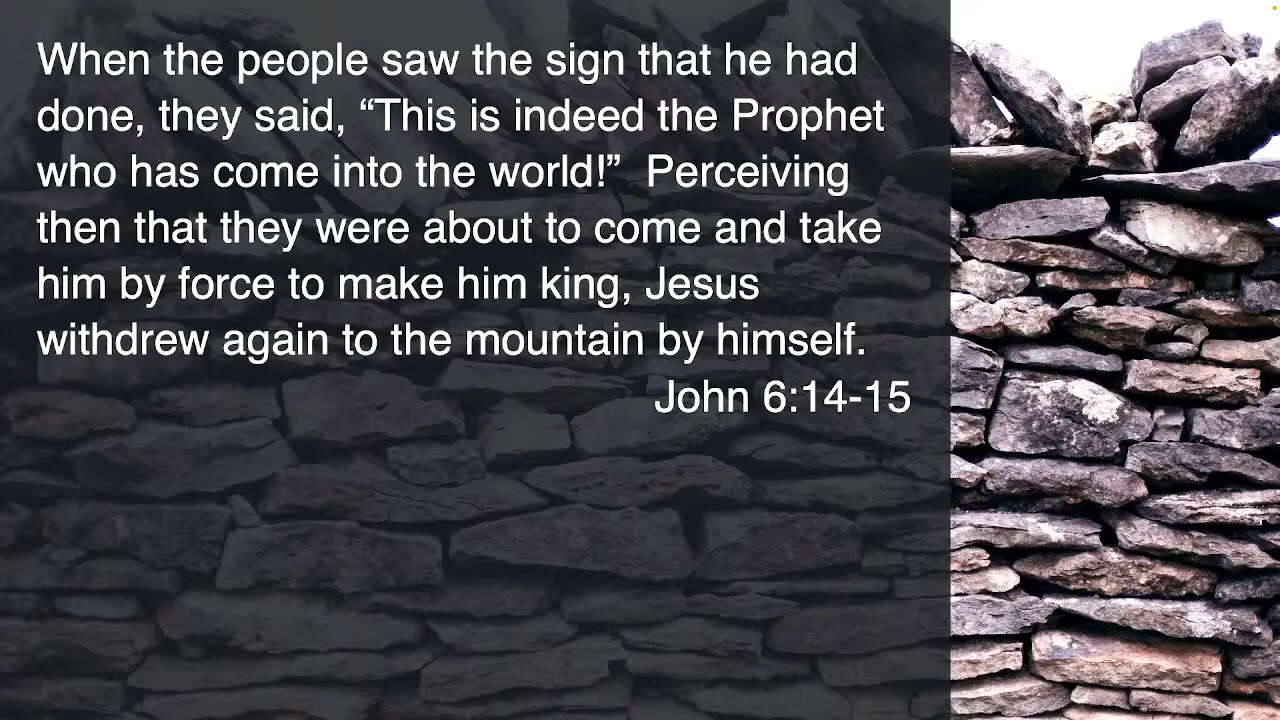 When the people saw the sign that he had
done, they said, “This is indeed the Prophet
who has come into the world!”  Perceiving
then that they were about to come and take
him by force to make him king, Jesus
withdrew again to the mountain by himself.
John 6:14-15